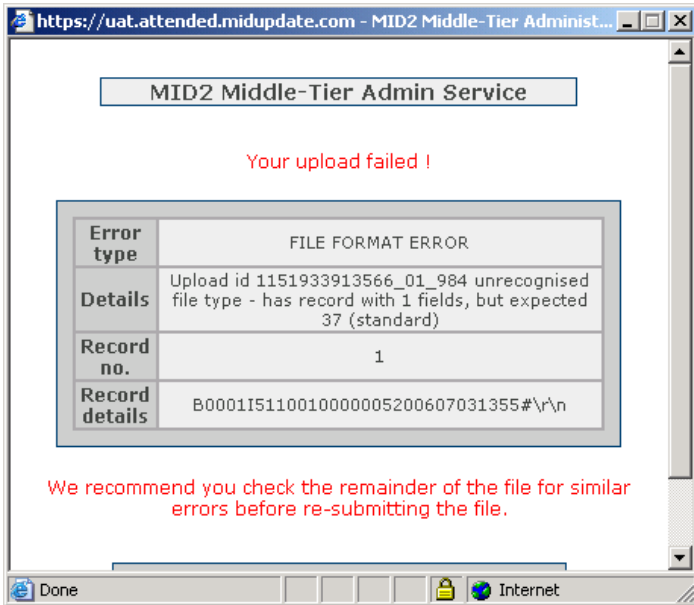 https://uat.attended.midupdate.com - MID2 Middle-Tier Administ...
MID2 Middle-Tier Admin Service
Your upload failed !
Error
type
FILE FORMAT ERROR
Details
Upload id 1151933913566_01_984 unrecognised
file type - has record with 1 fields, but expected
37 (standard)
Record
no.
1
Record
details
B0001I5110010000005200607031355#\r\n
We recommend you check the remainder of the file for similar
errors before re-submitting the file.
Done
Internet